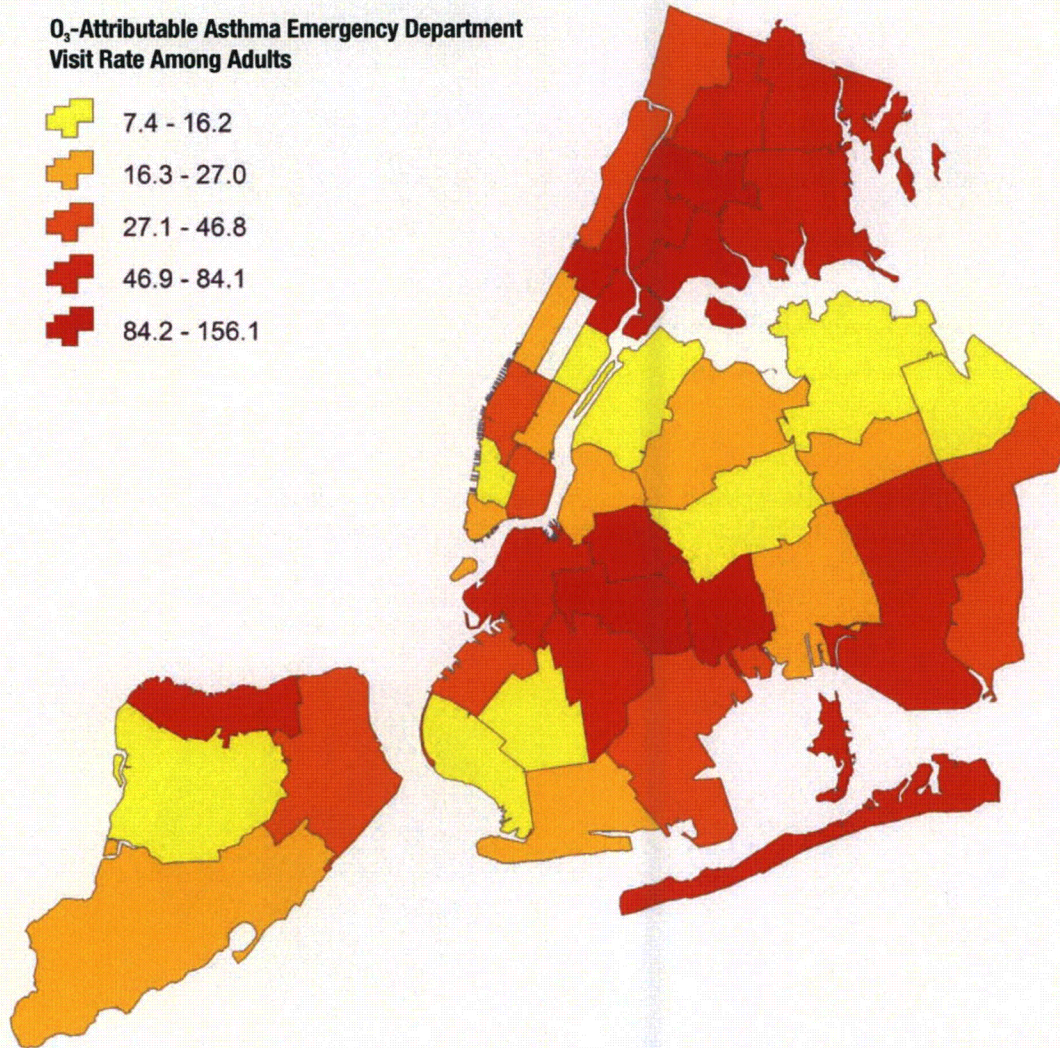 O₃-Attributable Asthma Emergency Department
Visit Rate Among Adults
7.4 - 16.2
16.3 - 27.0
27.1 - 46.8
46.9 - 84.1
84.2 - 156.1